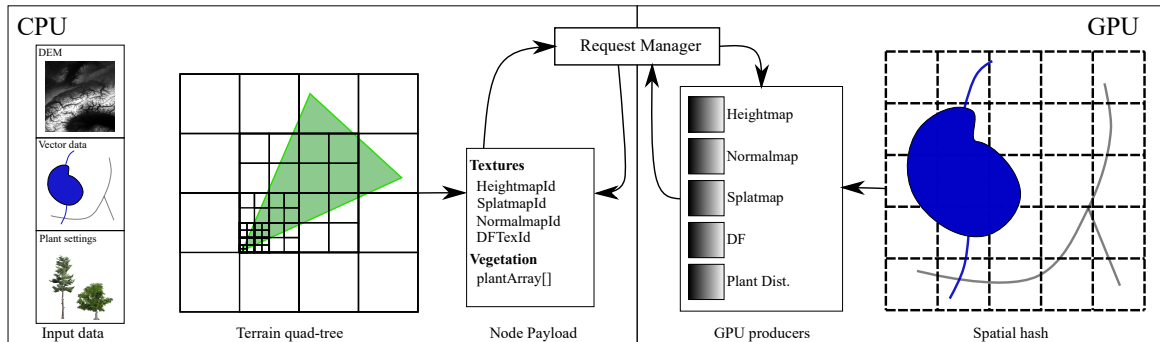 CPU
GPU
DEM
Vector data
Plant settings
Input data
Terrain quad-tree
Request Manager
Textures
HeightmapId
SplatmapId
NormalmapId
DFTexId
Vegetation
plantArray[]
Node Payload
Heightmap
Normalmap
Splatmap
DF
Plant Dist.
GPU producers
Spatial hash